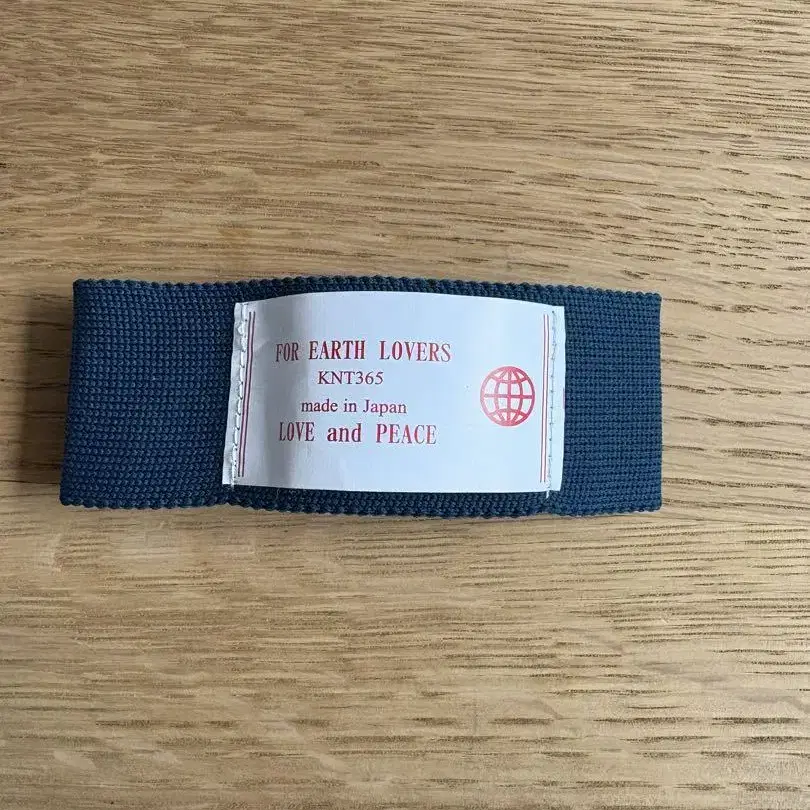 FOR EARTH LOVERS
KNT365
made in Japan
LOVE and PEACE